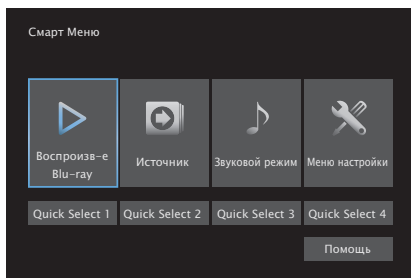 Смарт Меню
Воспроизв-е
Blu-ray
Источник
Звуковой режим
Меню настройки
Quick Select 1
Quick Select 2
Quick Select 3
Quick Select 4
Помощь